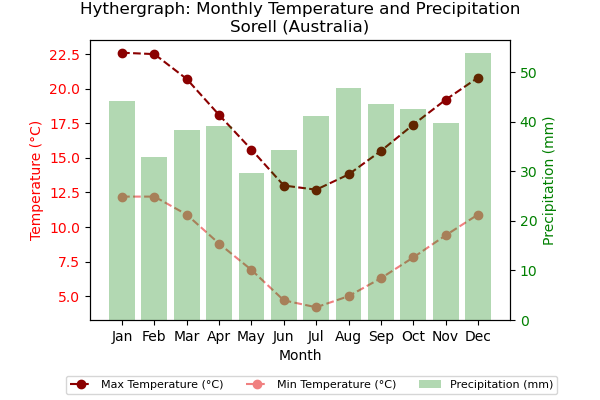 Hythergraph: Monthly Temperature and Precipitation
Sorell (Australia)
Temperature (°C)
22.5
20.0
17.5
15.0
12.5
10.0
7.5
5.0
Precipitation (mm)
50
40
30
20
10
0
Jan Feb Mar Apr May Jun Jul Aug Sep Oct Nov Dec
Month
Max Temperature (°C) Min Temperature (°C) Precipitation (mm)